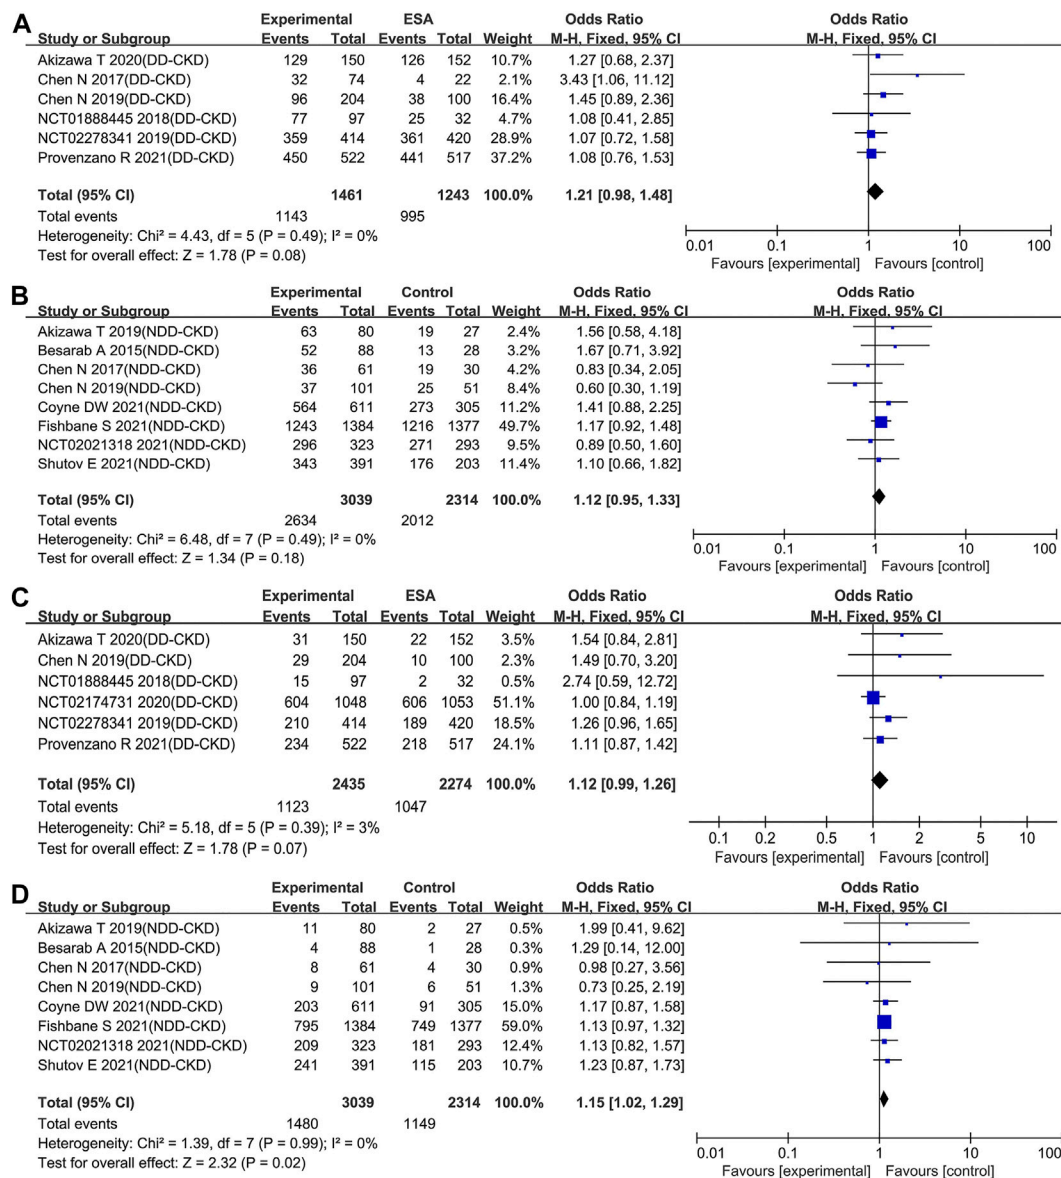 A
Experimental ESA Odds Ratio Odds Ratio
Study or Subgroup Events Total Events Total Weight M-H, Fixed, 95% CI M-H, Fixed, 95% CI
Akizawa T 2020(DD-CKD) 129 150 126 152 10.7% 1.27 [0.68, 2.37]
Chen N 2017(DD-CKD) 32 74 4 22 2.1% 3.43 [1.06, 11.12]
Chen N 2019(DD-CKD) 96 204 38 100 16.4% 1.45 [0.89, 2.36]
NCT01888445 2018(DD-CKD) 77 97 25 32 4.7% 1.08 [0.41, 2.85]
NCT02278341 2019(DD-CKD) 359 414 361 420 28.9% 1.07 [0.72, 1.58]
Provenzano R 2021(DD-CKD) 450 522 441 517 37.2% 1.08 [0.76, 1.53]
Total (95% CI) 1461 1243 100.0% 1.21 [0.98, 1.48]
Total events 1143 995
Heterogeneity: Chi² = 4.43, df = 5 (P = 0.49); I² = 0%
Test for overall effect: Z = 1.78 (P = 0.08)
0.01 0.1 1 10 100
Favours [experimental] Favours [control]
B
Experimental Control Odds Ratio Odds Ratio
Study or Subgroup Events Total Events Total Weight M-H, Fixed, 95% CI M-H, Fixed, 95% CI
Akizawa T 2019(NDD-CKD) 63 80 19 27 2.4% 1.56 [0.58, 4.18]
Besarab A 2015(NDD-CKD) 52 88 13 28 3.2% 1.67 [0.71, 3.92]
Chen N 2017(NDD-CKD) 36 61 19 30 4.2% 0.83 [0.34, 2.05]
Chen N 2019(NDD-CKD) 37 101 25 51 8.4% 0.60 [0.30, 1.19]
Coyne DW 2021(NDD-CKD) 564 611 273 305 11.2% 1.41 [0.88, 2.25]
Fishbane S 2021(NDD-CKD) 1243 1384 1216 1377 49.7% 1.17 [0.92, 1.48]
NCT02021318 2021(NDD-CKD) 296 323 271 293 9.5% 0.89 [0.50, 1.60]
Shutov E 2021(NDD-CKD) 343 391 176 203 11.4% 1.10 [0.66, 1.82]
Total (95% CI) 3039 2314 100.0% 1.12 [0.95, 1.33]
Total events 2634 2012
Heterogeneity: Chi² = 6.48, df = 7 (P = 0.49); I² = 0%
Test for overall effect: Z = 1.34 (P = 0.18)
0.01 0.1 1 10 100
Favours [experimental] Favours [control]
C
Experimental ESA Odds Ratio Odds Ratio
Study or Subgroup Events Total Events Total Weight M-H, Fixed, 95% CI M-H, Fixed, 95% CI
Akizawa T 2020(DD-CKD) 31 150 22 152 3.5% 1.54 [0.84, 2.81]
Chen N 2019(DD-CKD) 29 204 10 100 2.3% 1.49 [0.70, 3.20]
NCT01888445 2018(DD-CKD) 15 97 2 32 0.5% 2.74 [0.59, 12.72]
NCT02174731 2020(DD-CKD) 604 1048 606 1053 51.1% 1.00 [0.84, 1.19]
NCT02278341 2019(DD-CKD) 210 414 189 420 18.5% 1.26 [0.96, 1.65]
Provenzano R 2021(DD-CKD) 234 522 218 517 24.1% 1.11 [0.87, 1.42]
Total (95% CI) 2435 2274 100.0% 1.12 [0.99, 1.26]
Total events 1123 1047
Heterogeneity: Chi² = 5.18, df = 5 (P = 0.39); I² = 3%
Test for overall effect: Z = 1.78 (P = 0.07)
0.1 0.2 0.5 1 2 5 10
Favours [experimental] Favours [control]
D
Experimental Control Odds Ratio Odds Ratio
Study or Subgroup Events Total Events Total Weight M-H, Fixed, 95% CI M-H, Fixed, 95% CI
Akizawa T 2019(NDD-CKD) 11 80 2 27 0.5% 1.99 [0.41, 9.62]
Besarab A 2015(NDD-CKD) 4 88 1 28 0.3% 1.29 [0.14, 12.00]
Chen N 2017(NDD-CKD) 8 61 4 30 0.9% 0.98 [0.27, 3.56]
Chen N 2019(NDD-CKD) 9 101 6 51 1.3% 0.73 [0.25, 2.19]
Coyne DW 2021(NDD-CKD) 203 611 91 305 15.0% 1.17 [0.87, 1.58]
Fishbane S 2021(NDD-CKD) 795 1384 749 1377 59.0% 1.13 [0.97, 1.32]
NCT02021318 2021(NDD-CKD) 209 323 181 293 12.4% 1.13 [0.82, 1.57]
Shutov E 2021(NDD-CKD) 241 391 115 203 10.7% 1.23 [0.87, 1.73]
Total (95% CI) 3039 2314 100.0% 1.15 [1.02, 1.29]
Total events 1480 1149
Heterogeneity: Chi² = 1.39, df = 7 (P = 0.99); I² = 0%
Test for overall effect: Z = 2.32 (P = 0.02)
0.01 0.1 1 10 100
Favours [experimental] Favours [control]